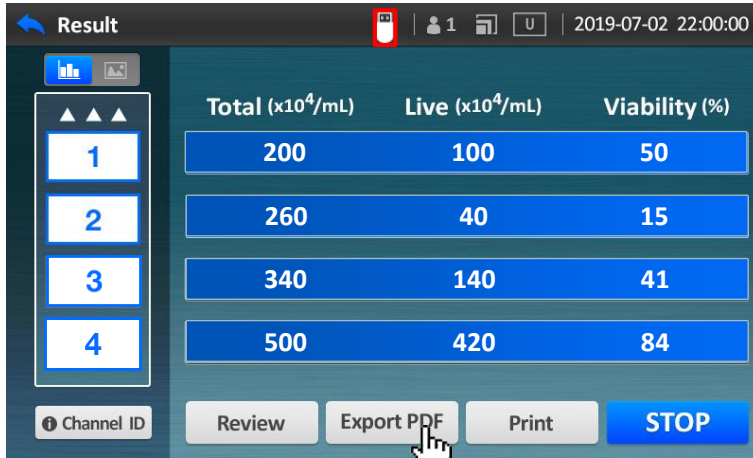 Result 1 U 2019-07-02 22:00:00
Total (x10⁴/mL) Live (x10⁴/mL) Viability (%)
1 200 100 50
2 260 40 15
3 340 140 41
4 500 420 84
Channel ID Review Export PDF Print STOP